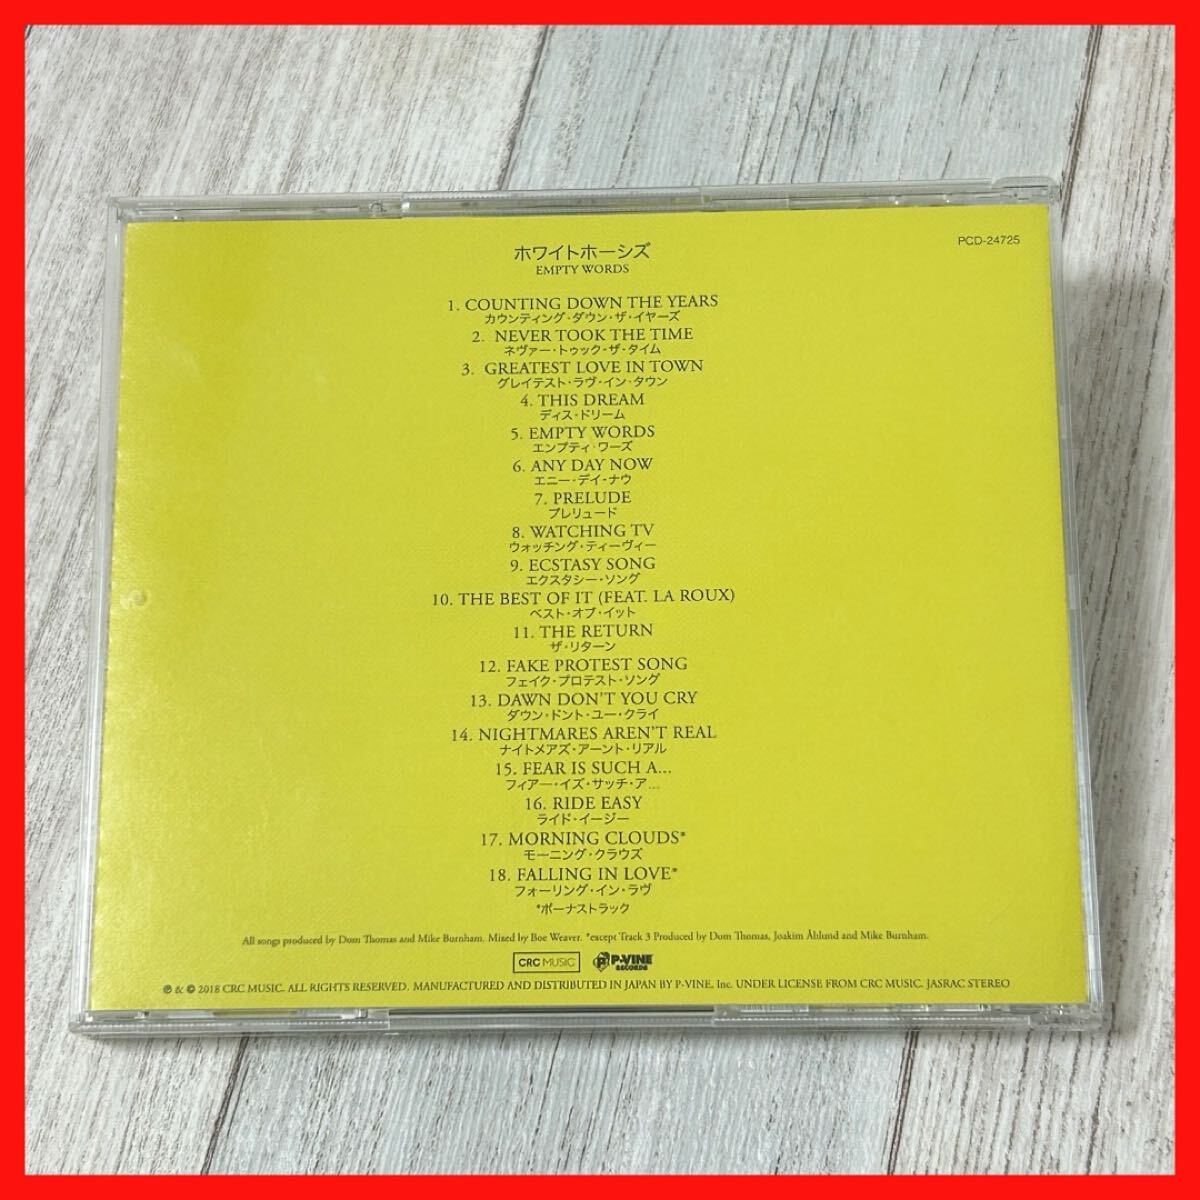 ホワイトホーシズ
EMPTY WORDS
PCD-24725
1. COUNTING DOWN THE YEARS
カウンティング・ダウン・ザ・イヤーズ
2. NEVER TOOK THE TIME
ネヴァー・トゥック・ザ・タイム
3. GREATEST LOVE IN TOWN
グレイテスト・ラヴ・イン・タウン
4. THIS DREAM
ディス・ドリーム
5. EMPTY WORDS
エンプティ・ワーズ
6. ANY DAY NOW
エニー・デイ・ナウ
7. PRELUDE
プレリュード
8. WATCHING TV
ウォッチング・ティーヴィー
9. ECSTASY SONG
エクスタシー・ソング
10. THE BEST OF IT (FEAT. LA ROUX)
ベスト・オブ・イット
11. THE RETURN
ザ・リターン
12. FAKE PROTEST SONG
フェイク・プロテスト・ソング
13. DAWN DON'T YOU CRY
ダウン・ドント・ユー・クライ
14. NIGHTMARES AREN'T REAL
ナイトメアズ・アーント・リアル
15. FEAR IS SUCH A...
フィアー・イズ・サッチ・ア...
16. RIDE EASY
ライド・イージー
17. MORNING CLOUDS*
モーニング・クラウズ
18. FALLING IN LOVE*
フォーリング・イン・ラヴ
*ボーナストラック
All songs produced by Dom Thomas and Mike Burnham. Mixed by Boe Weaver. *except Track 3 Produced by Dom Thomas, Joakim Åhlund and Mike Burnham.
CRC MUSIC P-VINE RECORDS
℗ & © 2018 CRC MUSIC. ALL RIGHTS RESERVED. MANUFACTURED AND DISTRIBUTED IN JAPAN BY P-VINE, Inc. UNDER LICENSE FROM CRC MUSIC. JASRAC STEREO